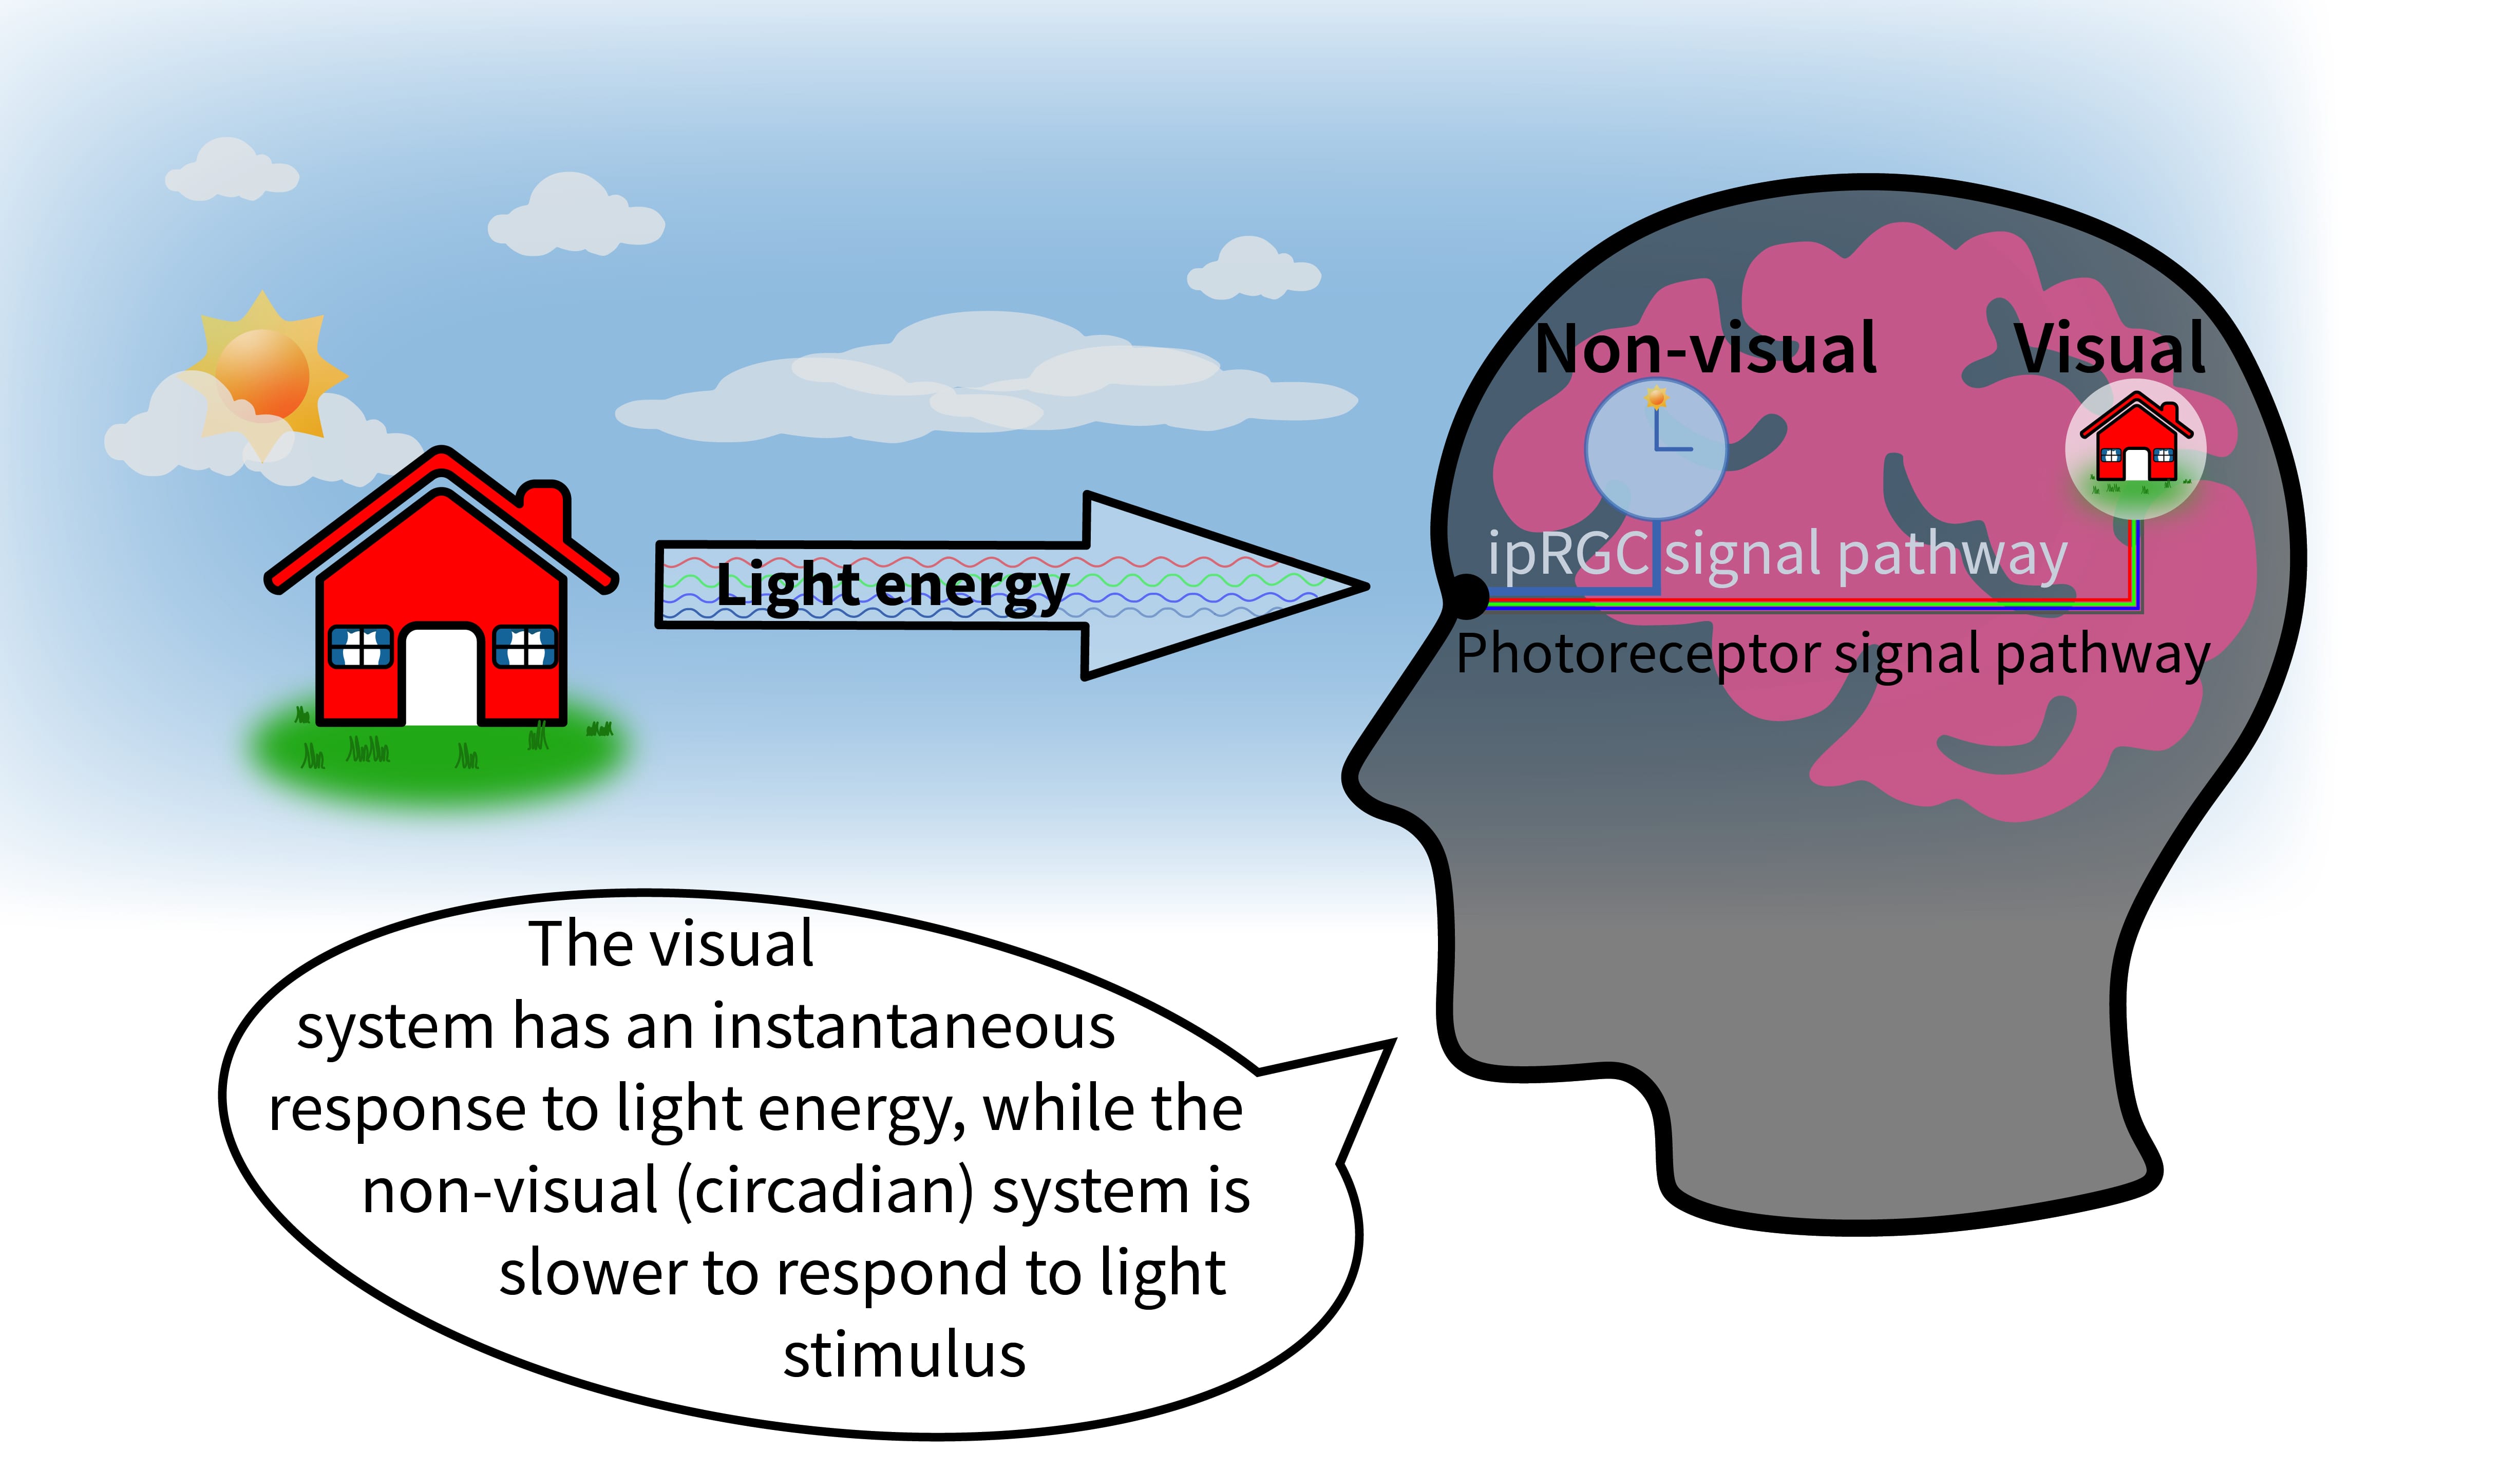 Non-visual
Visual
ipRGC signal pathway
Light energy
Photoreceptor signal pathway
The visual
system has an instantaneous
response to light energy, while the
non-visual (circadian) system is
slower to respond to light
stimulus